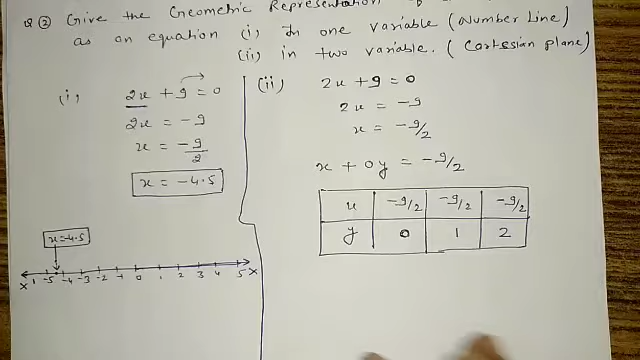 Q ② Give the Geometric Representation
as an equation (i) In one variable (Number Line)
(ii) in two variable. (Cartesian plane)
(i) 2x + 9 = 0
2x = -9
x = -9/2
x = -4.5
x=-4.5
X' -5 -4 -3 -2 -1 0 1 2 3 4 5 X
(ii) 2x + 9 = 0
2x = -9
x = -9/2
x + 0y = -9/2
x -9/2 -9/2 -9/2
y 0 1 2